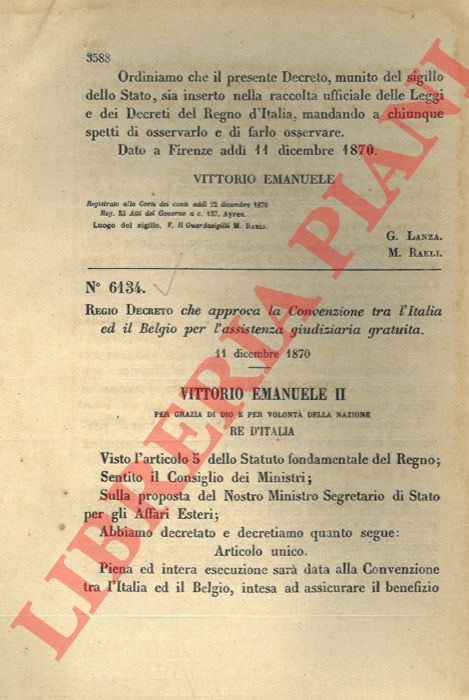 3588
Ordiniamo che il presente Decreto, munito del sigillo
dello Stato, sia inserto nella raccolta ufficiale delle Leggi
e dei Decreti del Regno d'Italia, mandando a chiunque
spetti di osservarlo e di farlo osservare.
Dato a Firenze addì 11 dicembre 1870.
VITTORIO EMANUELE
Registrato alla Corte dei conti addì 22 dicembre 1870
Reg. 53 Atti del Governo a c. 157. Ayres.
Luogo del sigillo. V. Il Guardasigilli M. RAELI.
G. LANZA.
M. RAELI.
N° 6134.
REGIO DECRETO che approva la Convenzione tra l'Italia
ed il Belgio per l'assistenza giudiziaria gratuita.
11 dicembre 1870
VITTORIO EMANUELE II
PER GRAZIA DI DIO E PER VOLONTÀ DELLA NAZIONE
RE D'ITALIA
Visto l'articolo 5 dello Statuto fondamentale del Regno;
Sentito il Consiglio dei Ministri;
Sulla proposta del Nostro Ministro Segretario di Stato
per gli Affari Esteri;
Abbiamo decretato e decretiamo quanto segue:
Articolo unico.
Piena ed intera esecuzione sarà data alla Convenzione
tra l'Italia ed il Belgio, intesa ad assicurare il benefizio
LIBRERIA PIANI